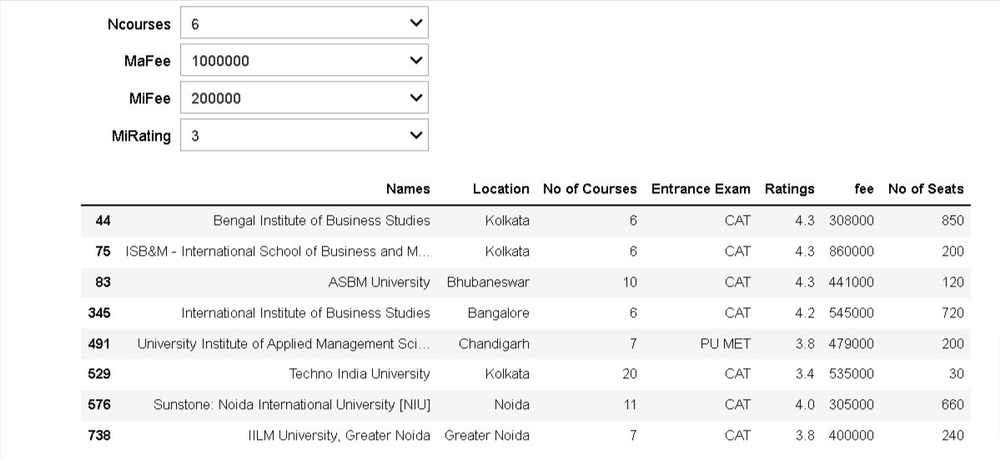 Ncourses 6
MaFee 1000000
MiFee 200000
MiRating 3
Names Location No of Courses Entrance Exam Ratings fee No of Seats
44 Bengal Institute of Business Studies Kolkata 6 CAT 4.3 308000 850
75 ISB&M - International School of Business and M... Kolkata 6 CAT 4.3 860000 200
83 ASBM University Bhubaneswar 10 CAT 4.3 441000 120
345 International Institute of Business Studies Bangalore 6 CAT 4.2 545000 720
491 University Institute of Applied Management Sci... Chandigarh 7 PU MET 3.8 479000 200
529 Techno India University Kolkata 20 CAT 3.4 535000 30
576 Sunstone: Noida International University [NIU] Noida 11 CAT 4.0 305000 660
738 IILM University, Greater Noida Greater Noida 7 CAT 3.8 400000 240